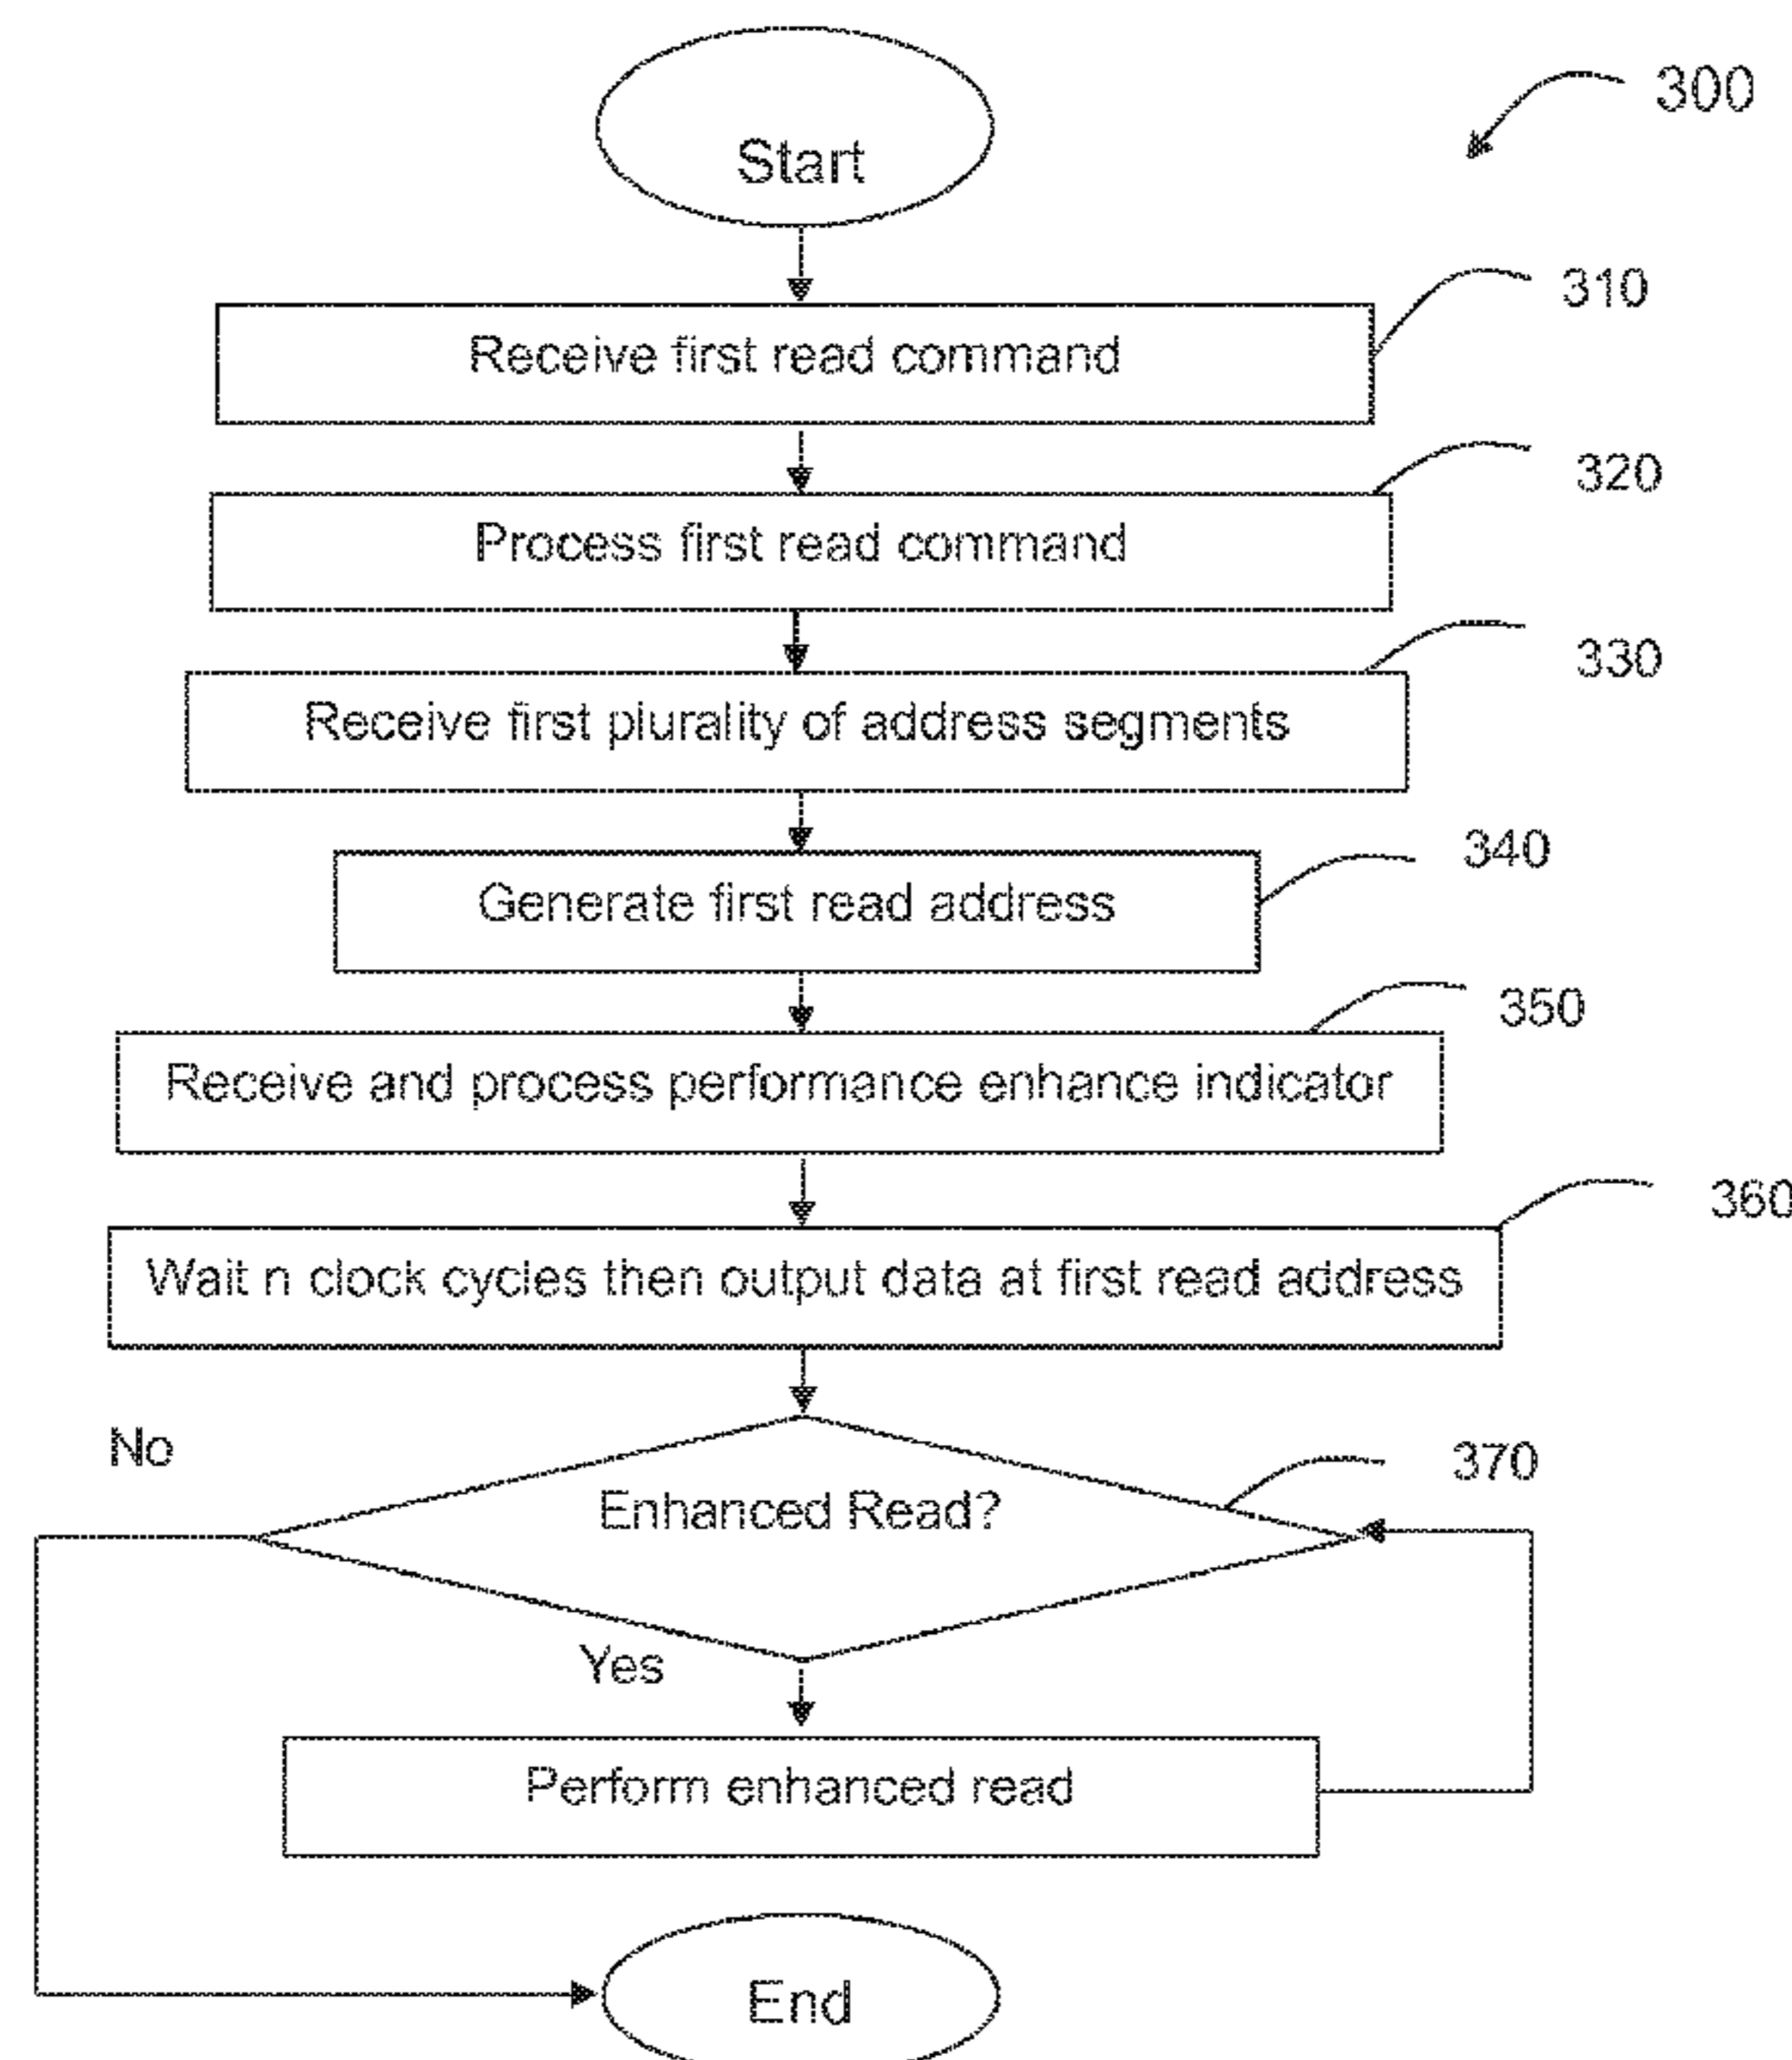 Start
300
Receive first read command
310
Process first read command
320
Receive first plurality of address segments
330
Generate first read address
340
Receive and process performance enhance indicator
350
Wait n clock cycles then output data at first read address
360
No
Enhanced Read?
370
Yes
Perform enhanced read
End